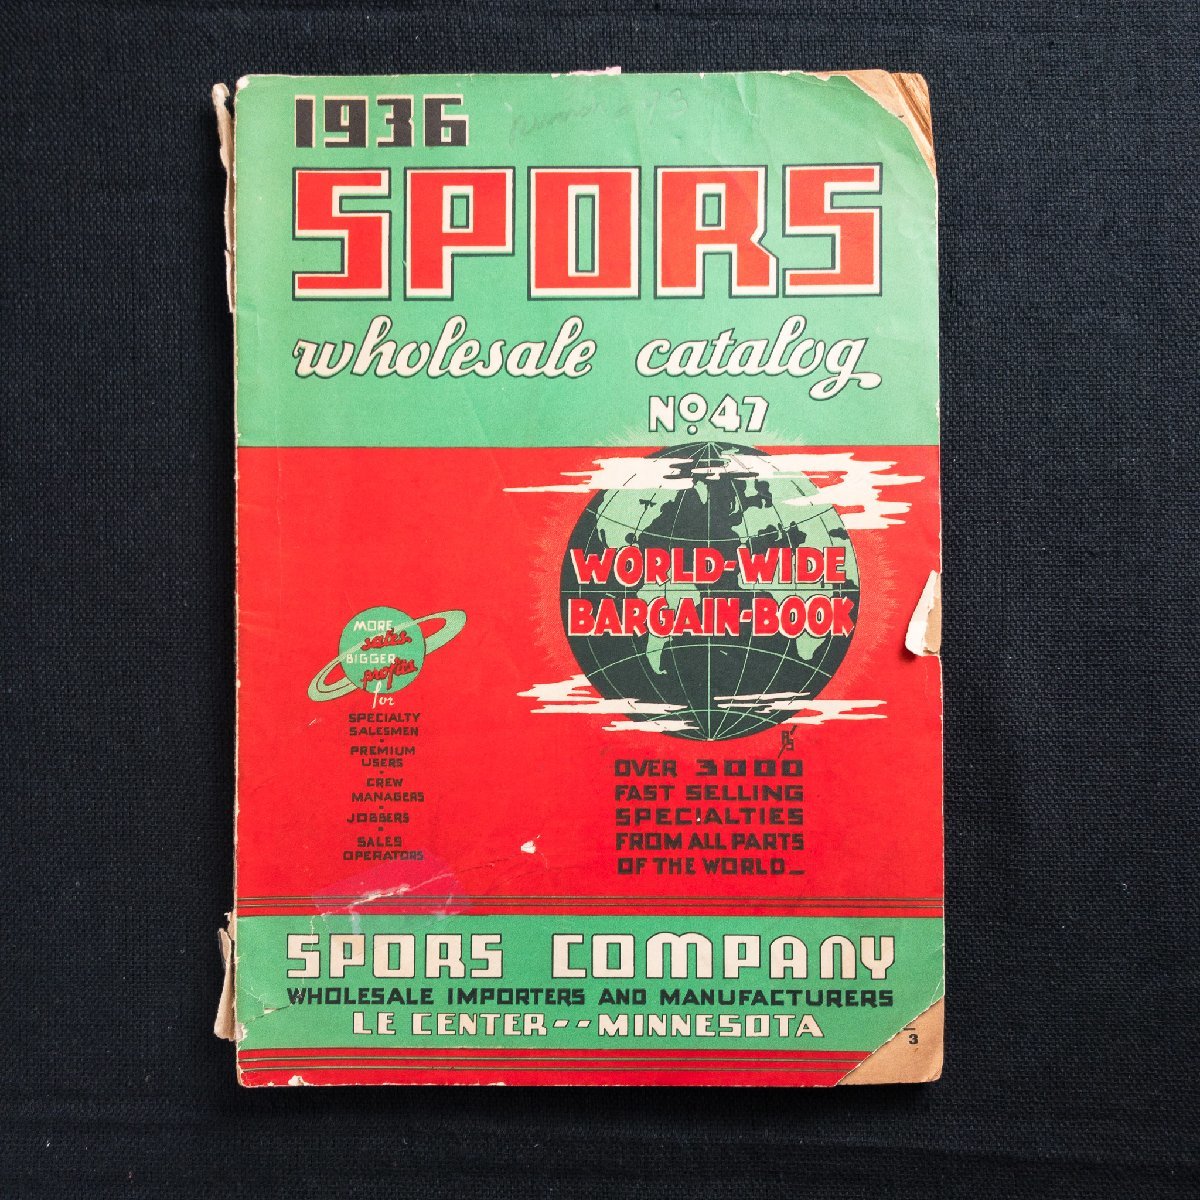 1936
SPORS
wholesale catalog
No. 47
WORLD-WIDE
BARGAIN-BOOK
MORE
sales
BIGGER
profits
for
SPECIALTY
SALESMEN
PREMIUM
USERS
CREW
MANAGERS
JOBBERS
SALES
OPERATORS
OVER 3000
FAST SELLING
SPECIALTIES
FROM ALL PARTS
OF THE WORLD_
SPORS COMPANY
WHOLESALE IMPORTERS AND MANUFACTURERS
LE CENTER -- MINNESOTA
3